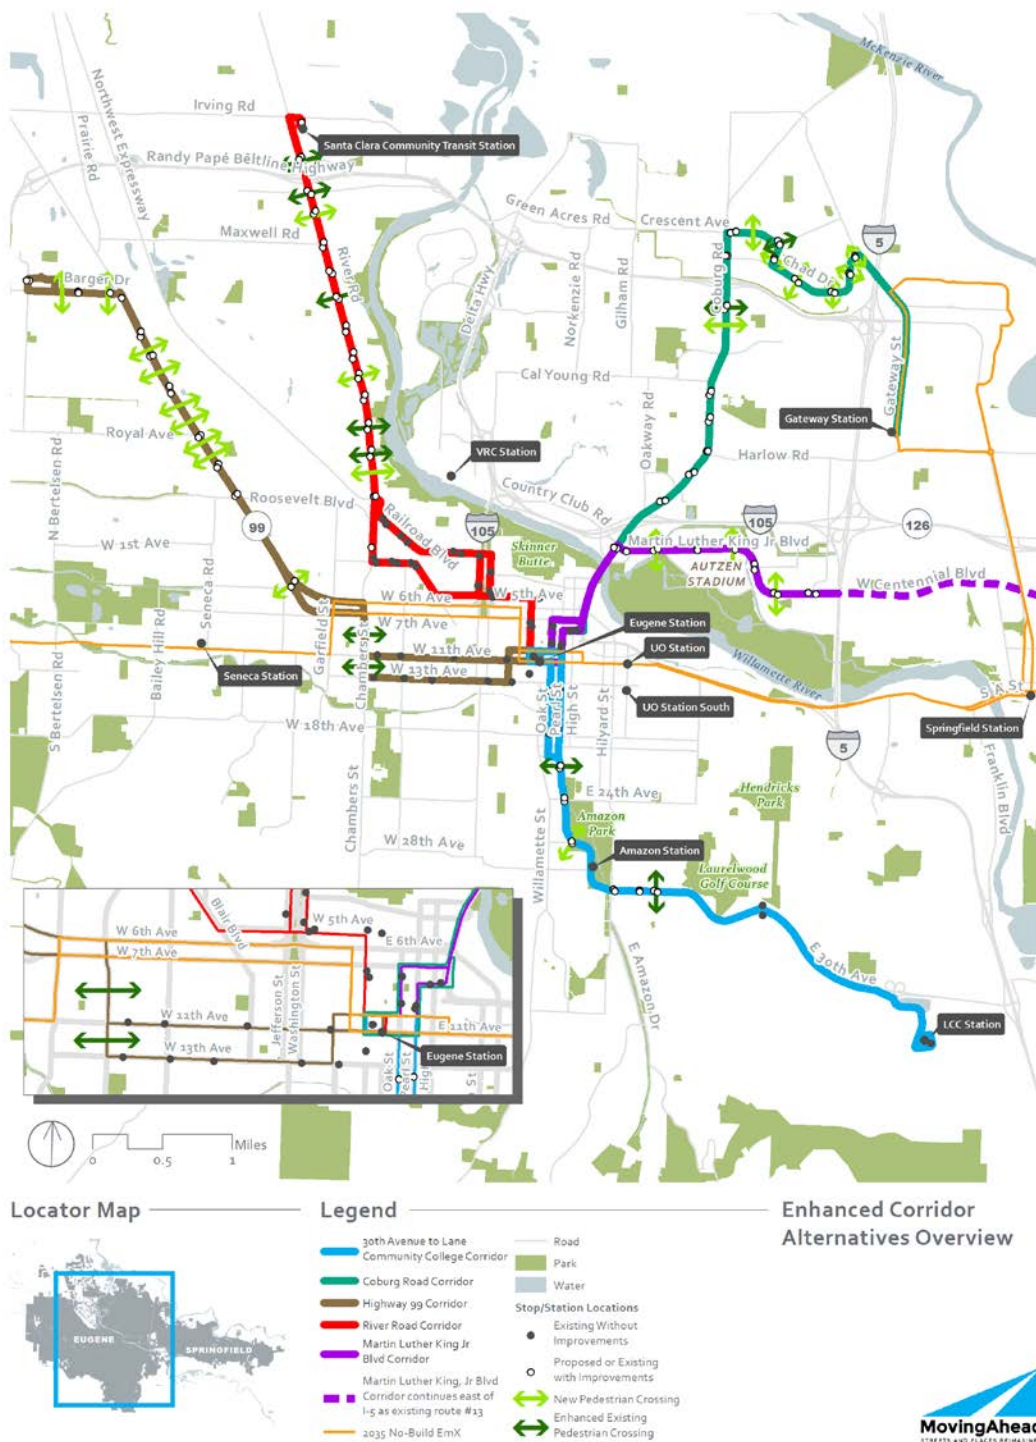 McKenzie River
Irving Rd
Northwest Expressway
Prairie Rd
Santa Clara Community Transit Station
Randy Papé Beltline Highway
Green Acres Rd
Crescent Ave
5
Maxwell Rd
River Rd
Delta Hwy
Norkenzie Rd
Gilham Rd
Coburg Rd
Chad Dr
Barger Dr
Cal Young Rd
Gateway St
Gateway Station
Oakway Rd
Royal Ave
N Bertelsen Rd
VRC Station
Harlow Rd
Roosevelt Blvd
Railroad Blvd
Country Club Rd
99
105
105
126
W 1st Ave
Skinner
Butte
Martin Luther King Jr Blvd
AUTZEN
STADIUM
W Centennial Blvd
Seneca Rd
Bailey Hill Rd
Garfield St
Chambers St
W 6th Ave
W 5th Ave
W 7th Ave
Eugene Station
W 11th Ave
UO Station
W 13th Ave
Seneca Station
Willamette River
S A St
S Bertelsen Rd
UO Station South
Springfield Station
W 18th Ave
Oak St
Pearl St
High St
Hilyard St
5
Franklin Blvd
Chambers St
E 24th Ave
Hendricks
Park
Willamette St
Amazon
Park
W 28th Ave
Amazon Station
Laurelwood
Golf Course
E 30th Ave
E Amazon Dr
LCC Station
W 6th Ave
Blair Blvd
W 5th Ave
W 7th Ave
E 6th Ave
Jefferson St
Washington St
W 11th Ave
E 11th Ave
W 13th Ave
Eugene Station
Oak St
Pearl St
High
St
Miles
0 0.5 1
Locator Map
EUGENE
SPRINGFIELD
Legend
30th Avenue to Lane
Community College Corridor
Coburg Road Corridor
Highway 99 Corridor
River Road Corridor
Martin Luther King Jr
Blvd Corridor
Martin Luther King, Jr Blvd
Corridor continues east of
I-5 as existing route #13
2035 No-Build EmX
Road
Park
Water
Stop/Station Locations
Existing Without
Improvements
Proposed or Existing
with Improvements
New Pedestrian Crossing
Enhanced Existing
Pedestrian Crossing
Enhanced Corridor
Alternatives Overview
MovingAhead